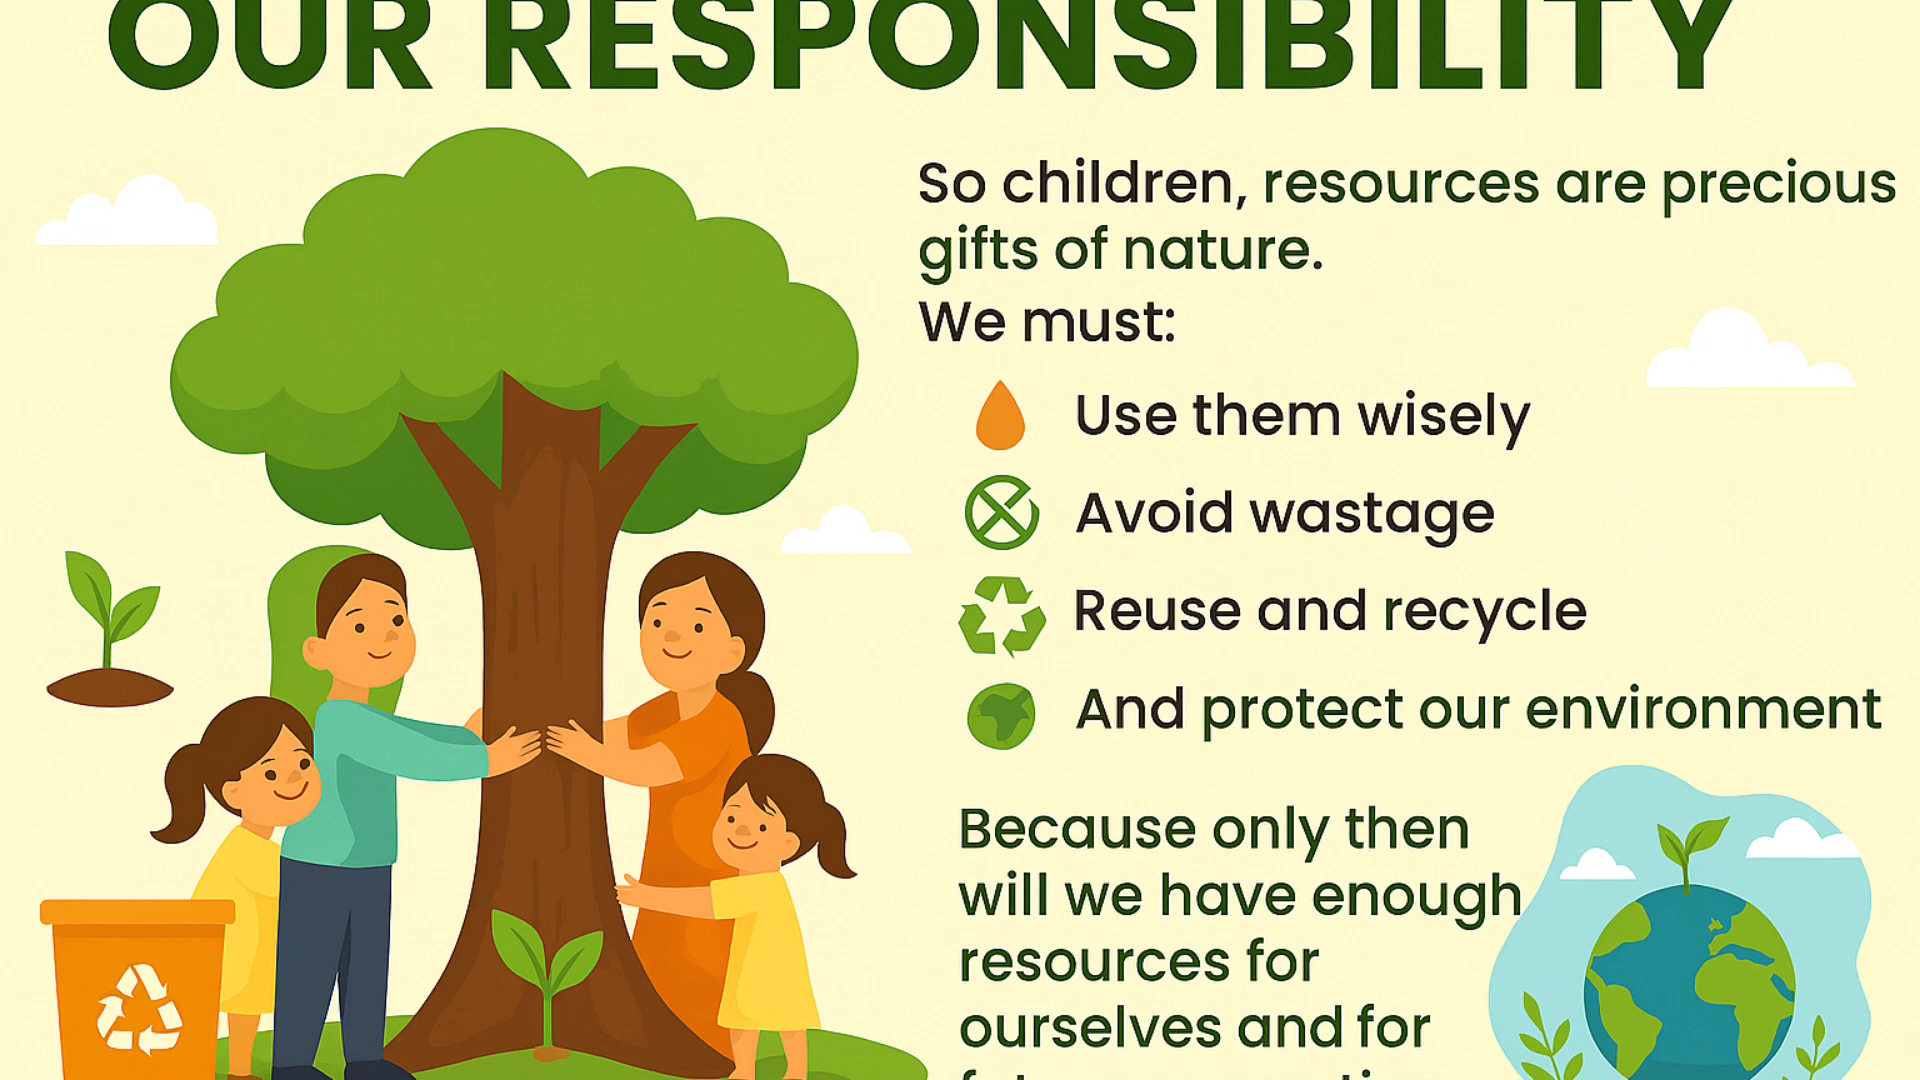 OUR RESPONSIBILITY
So children, resources are precious
gifts of nature.
We must:
Use them wisely
Avoid wastage
Reuse and recycle
And protect our environment
Because only then
will we have enough
resources for
ourselves and for